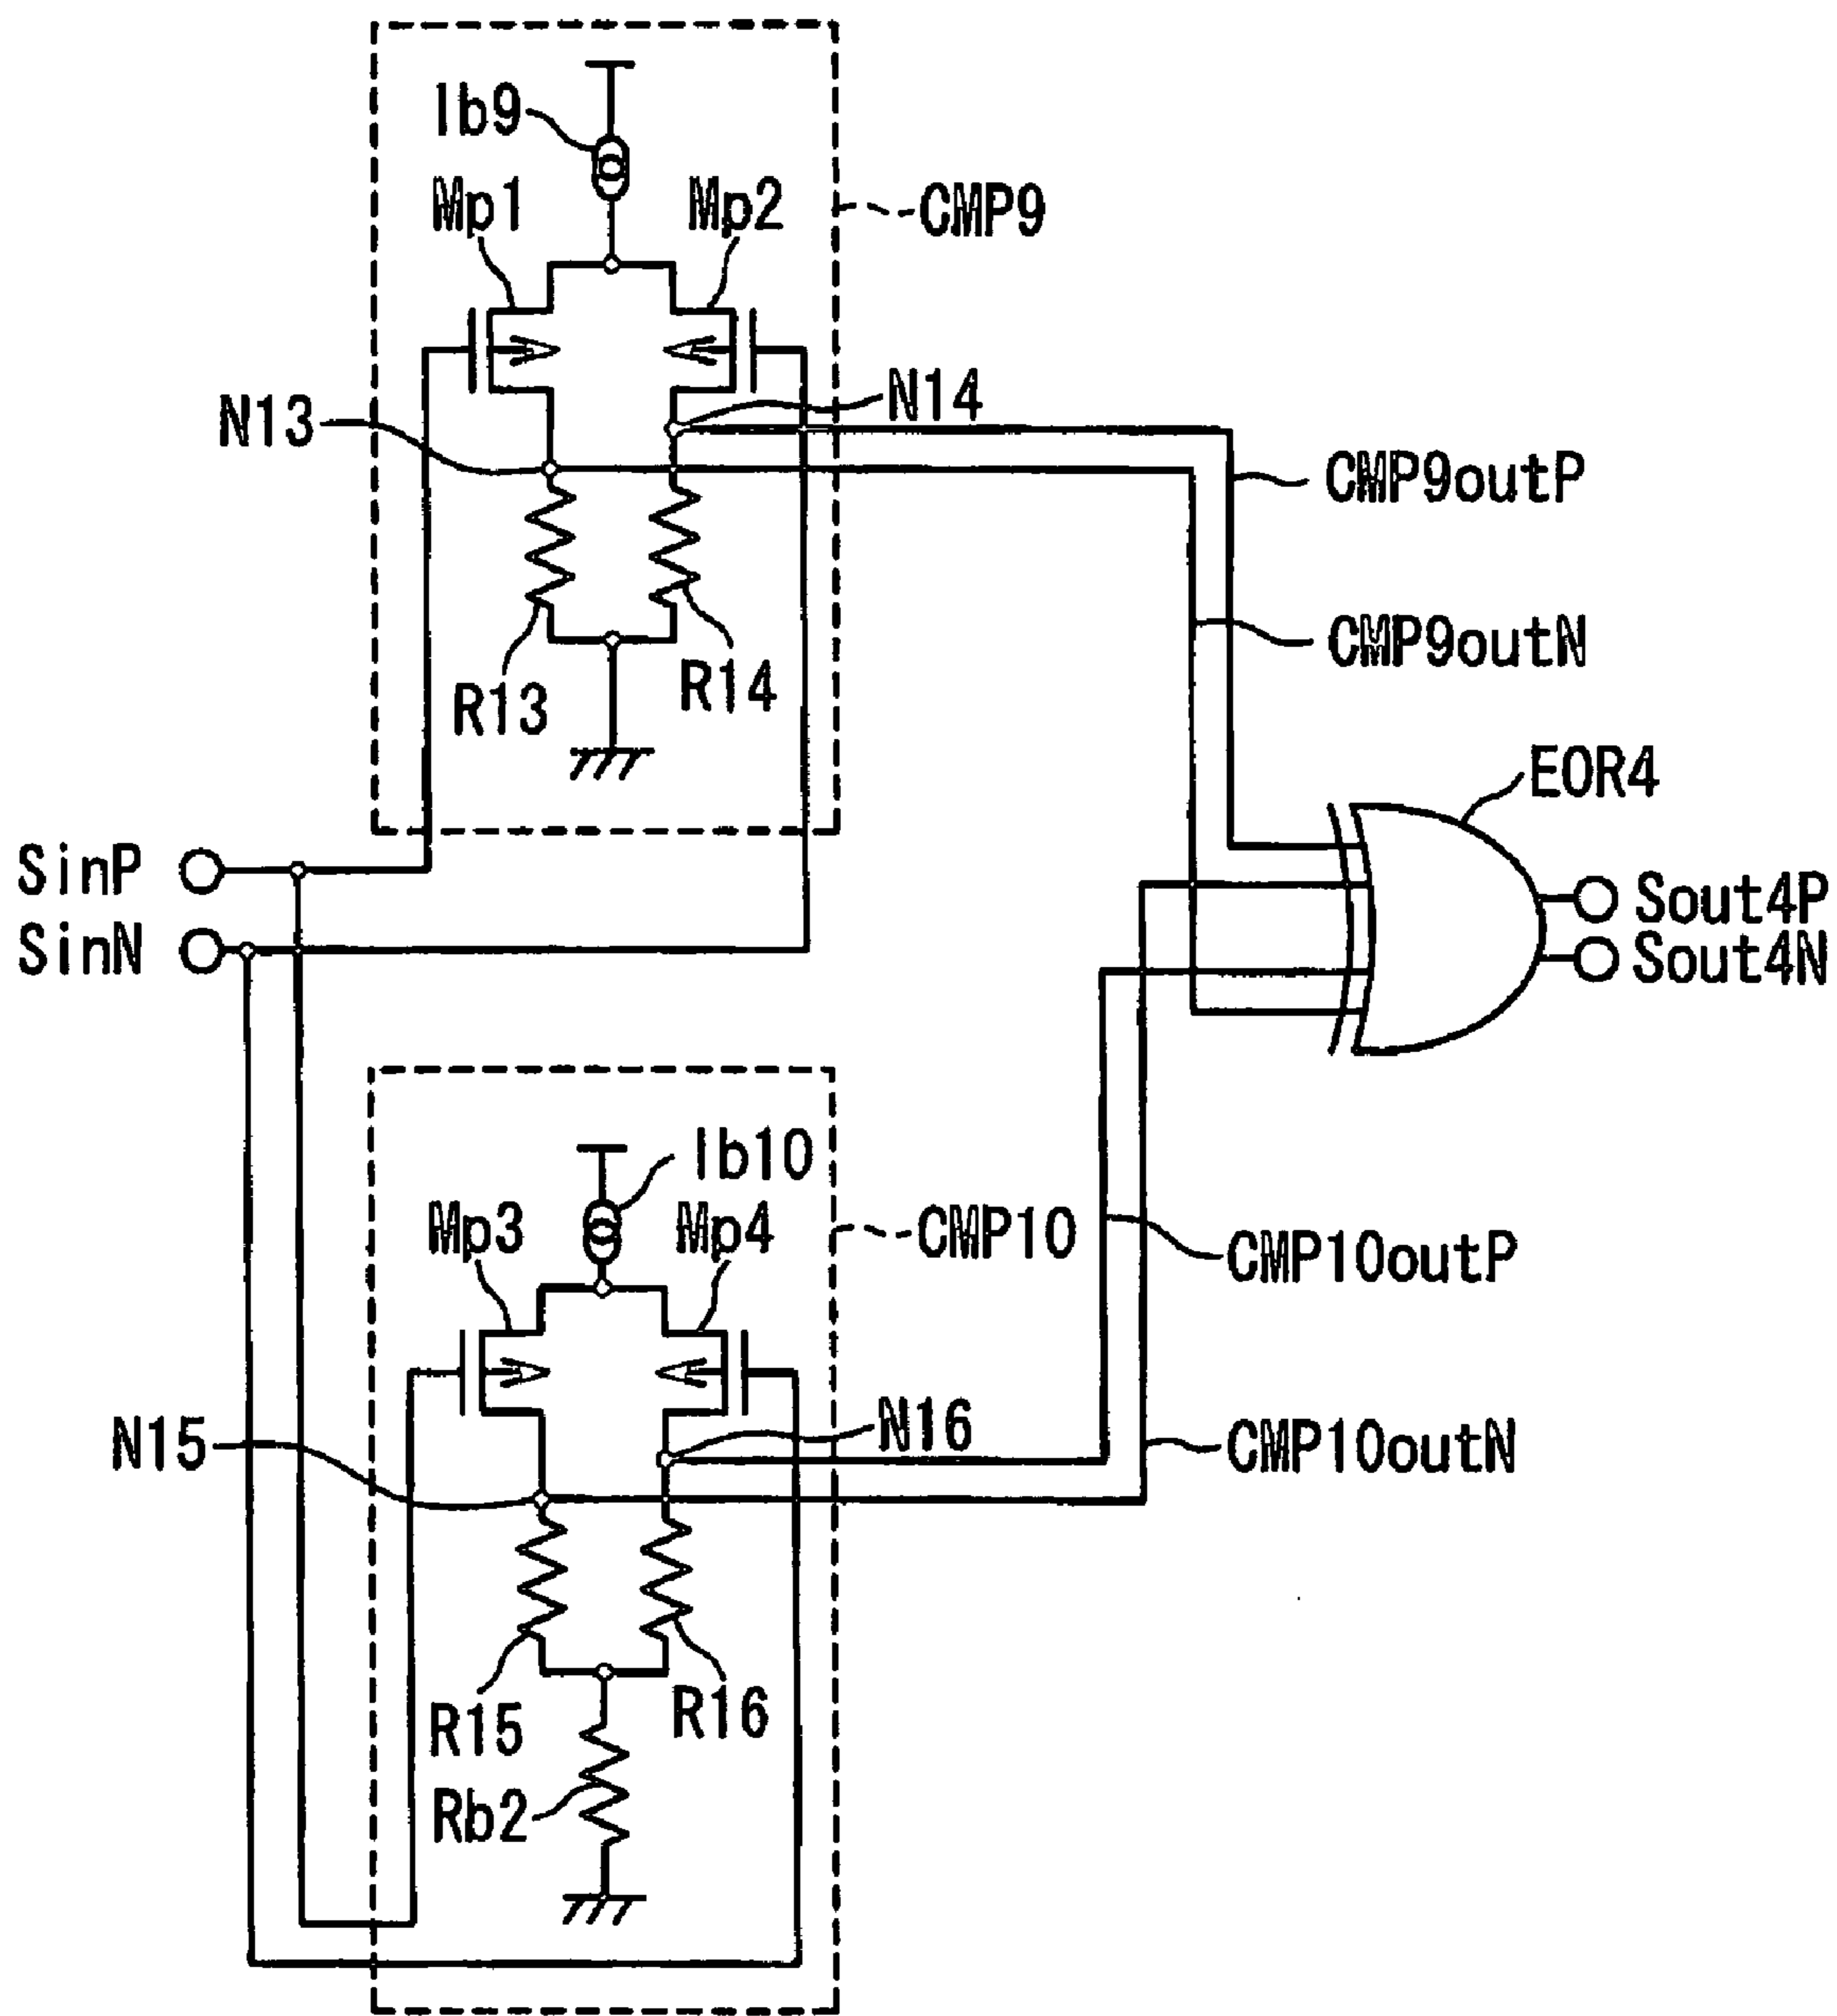 Ib9
Mp1
Mp2
CMP9
N13
N14
CMP9outP
CMP9outN
R13
R14
EOR4
SinP
SinN
Sout4P
Sout4N
Ib10
Mp3
Mp4
CMP10
CMP10outP
N15
N16
CMP10outN
R15
R16
Rb2